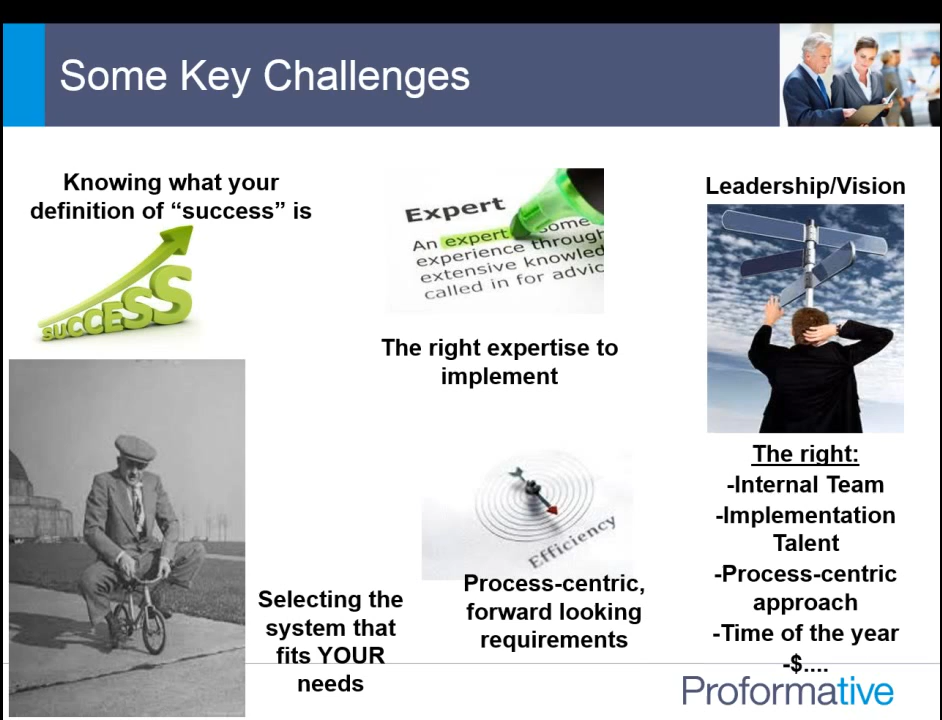 Some Key Challenges
Knowing what your
definition of “success” is
SUCCESS
Expert
An expert some
experience through
extensive knowled
called in for advic
The right expertise to
implement
Leadership/Vision
Selecting the
system that
fits YOUR
needs
Efficiency
Process-centric,
forward looking
requirements
The right:
-Internal Team
-Implementation
Talent
-Process-centric
approach
-Time of the year
-$....
Proformative